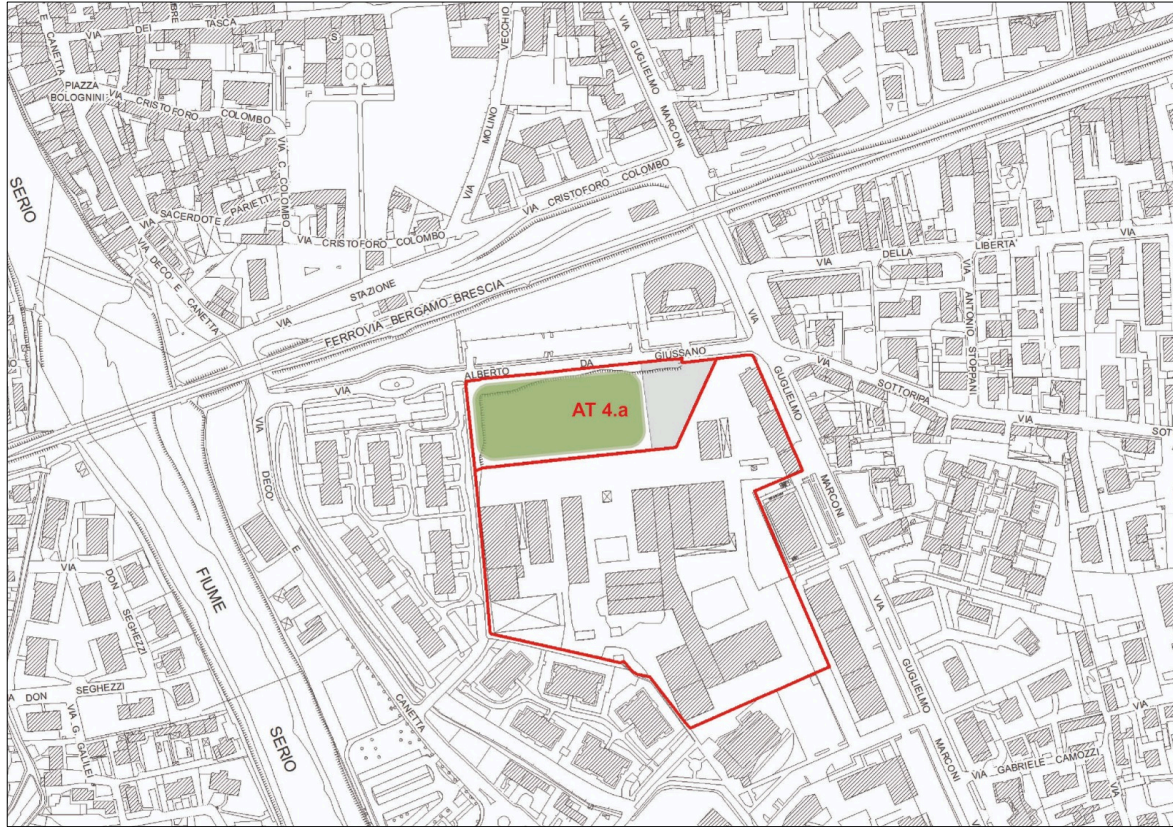 E CANETTA
VIA
DEI
TASCA
PIAZZA
BOLOGNINI
VIA
CRISTOFORO
COLOMBO
VIA C. COLOMBO
S
VIA
MOLINO
VECCHIO
VIA
GUGLIELMO
MARCONI
VIA
CRISTOFORO
COLOMBO
SERIO
VIA
SACERDOTE
PARIETTI
VIA
CRISTOFORO
COLOMBO
VIA DECO' E CANETTA
VIA
STAZIONE
FERROVIA BERGAMO BRESCIA
VIA
DELLA
LIBERTA'
VIA
VIA
ANTONIO
STOPPANI
VIA
ALBERTO
DA
GIUSSANO
VIA
GUGLIELMO
MARCONI
VIA
SOTTORIPA
VIA
SOT
AT 4.a
VIA
DECO'
E
CANETTA
FIUME
SERIO
VIA
DON
SEGHEZZI
A DON
SEGHEZZI
VIA G.
GALILEI
VIA
GUGLIELMO
MARCONI
VIA GABRIELE CAMOZZI
VIA